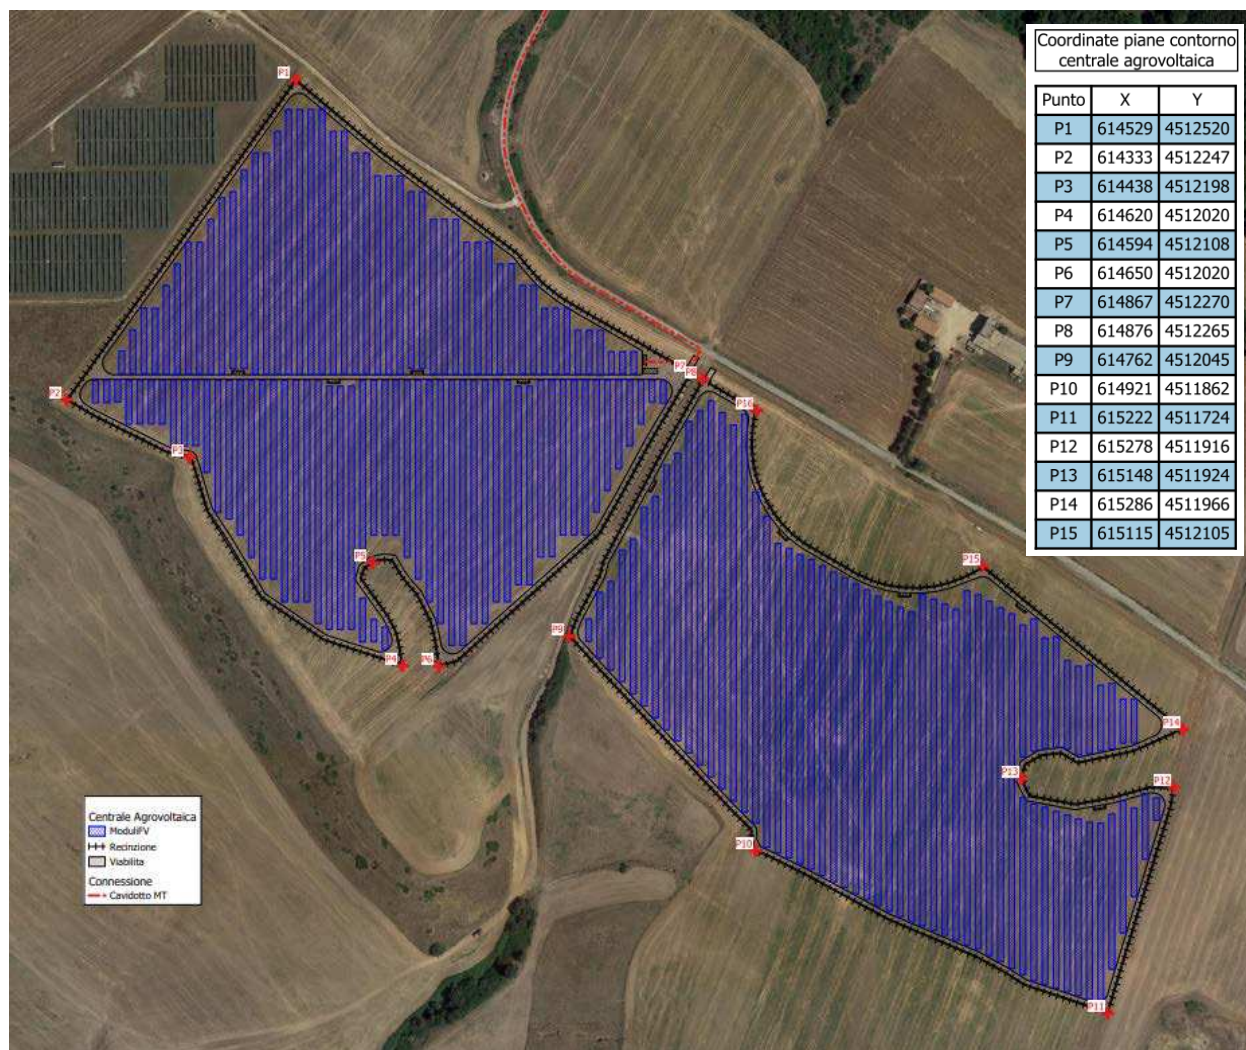 Coordinate piane contorno
centrale agrovoltaica
Punto X Y
P1 614529 4512520
P2 614333 4512247
P3 614438 4512198
P4 614620 4512020
P5 614594 4512108
P6 614650 4512020
P7 614867 4512270
P8 614876 4512265
P9 614762 4512045
P10 614921 4511862
P11 615222 4511724
P12 615278 4511916
P13 615148 4511924
P14 615286 4511966
P15 615115 4512105
P1
P2
P3
P4
P5
P6
P7
P8
P16
P15
P9
P14
P13
P12
P10
P11
Centrale Agrovoltaica
ModuliFV
Recinzione
Viabilita
Connessione
Cavidotto MT